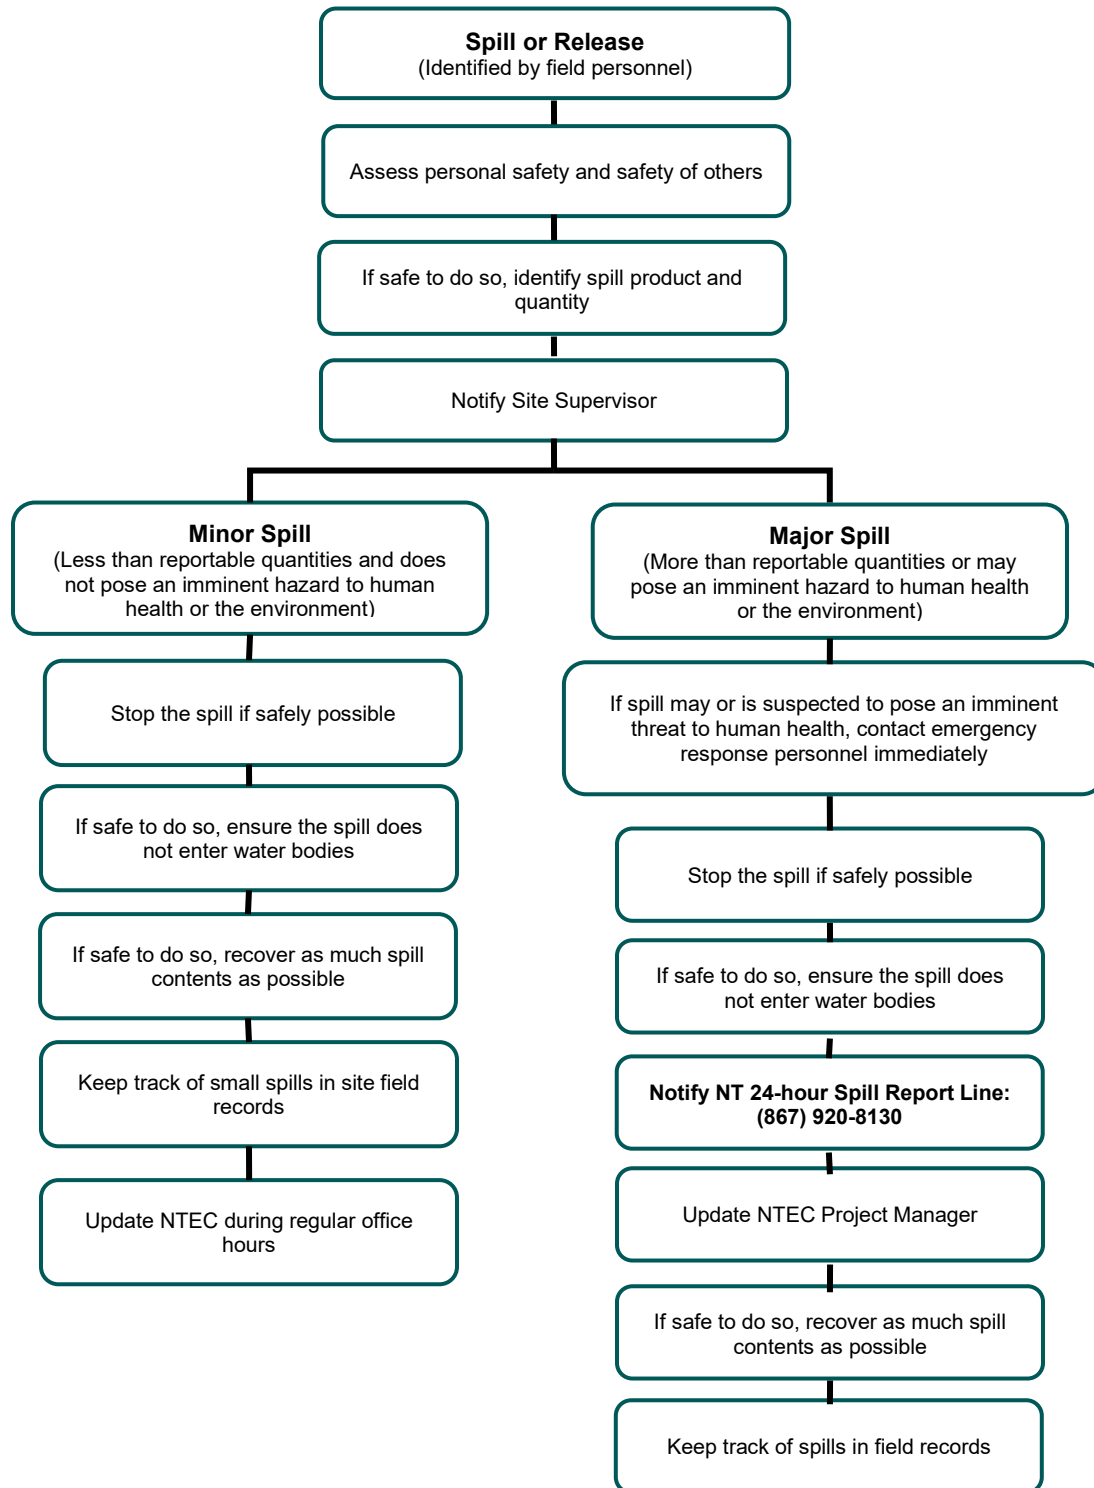 Spill or Release
(Identified by field personnel)
Assess personal safety and safety of others
If safe to do so, identify spill product and
quantity
Notify Site Supervisor
Minor Spill
(Less than reportable quantities and does
not pose an imminent hazard to human
health or the environment)
Stop the spill if safely possible
If safe to do so, ensure the spill does
not enter water bodies
If safe to do so, recover as much spill
contents as possible
Keep track of small spills in site field
records
Update NTEC during regular office
hours
Major Spill
(More than reportable quantities or may
pose an imminent hazard to human health
or the environment)
If spill may or is suspected to pose an imminent
threat to human health, contact emergency
response personnel immediately
Stop the spill if safely possible
If safe to do so, ensure the spill does
not enter water bodies
Notify NT 24-hour Spill Report Line:
(867) 920-8130
Update NTEC Project Manager
If safe to do so, recover as much spill
contents as possible
Keep track of spills in field records